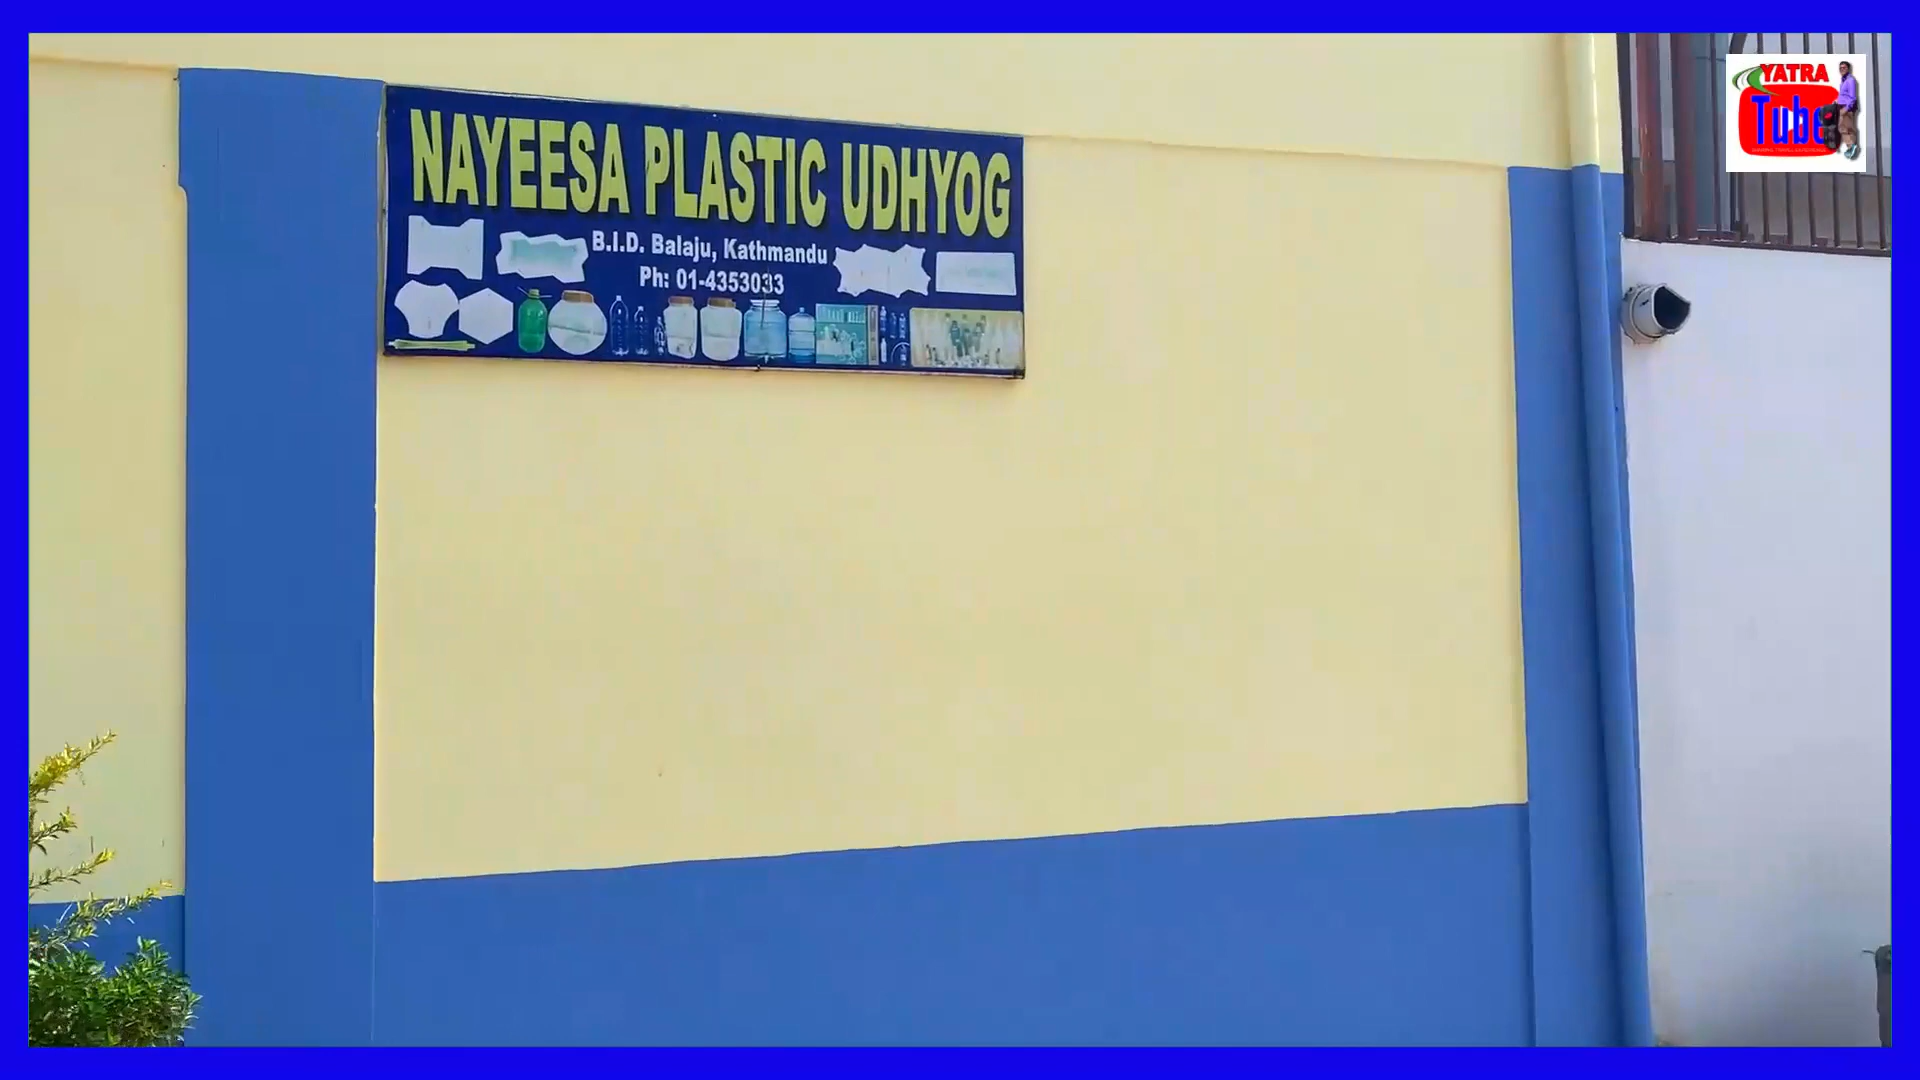 NAYEESA PLASTIC UDHYOG
B.I.D. Balaju, Kathmandu
Ph: 01-4353033
YATRA
Tube